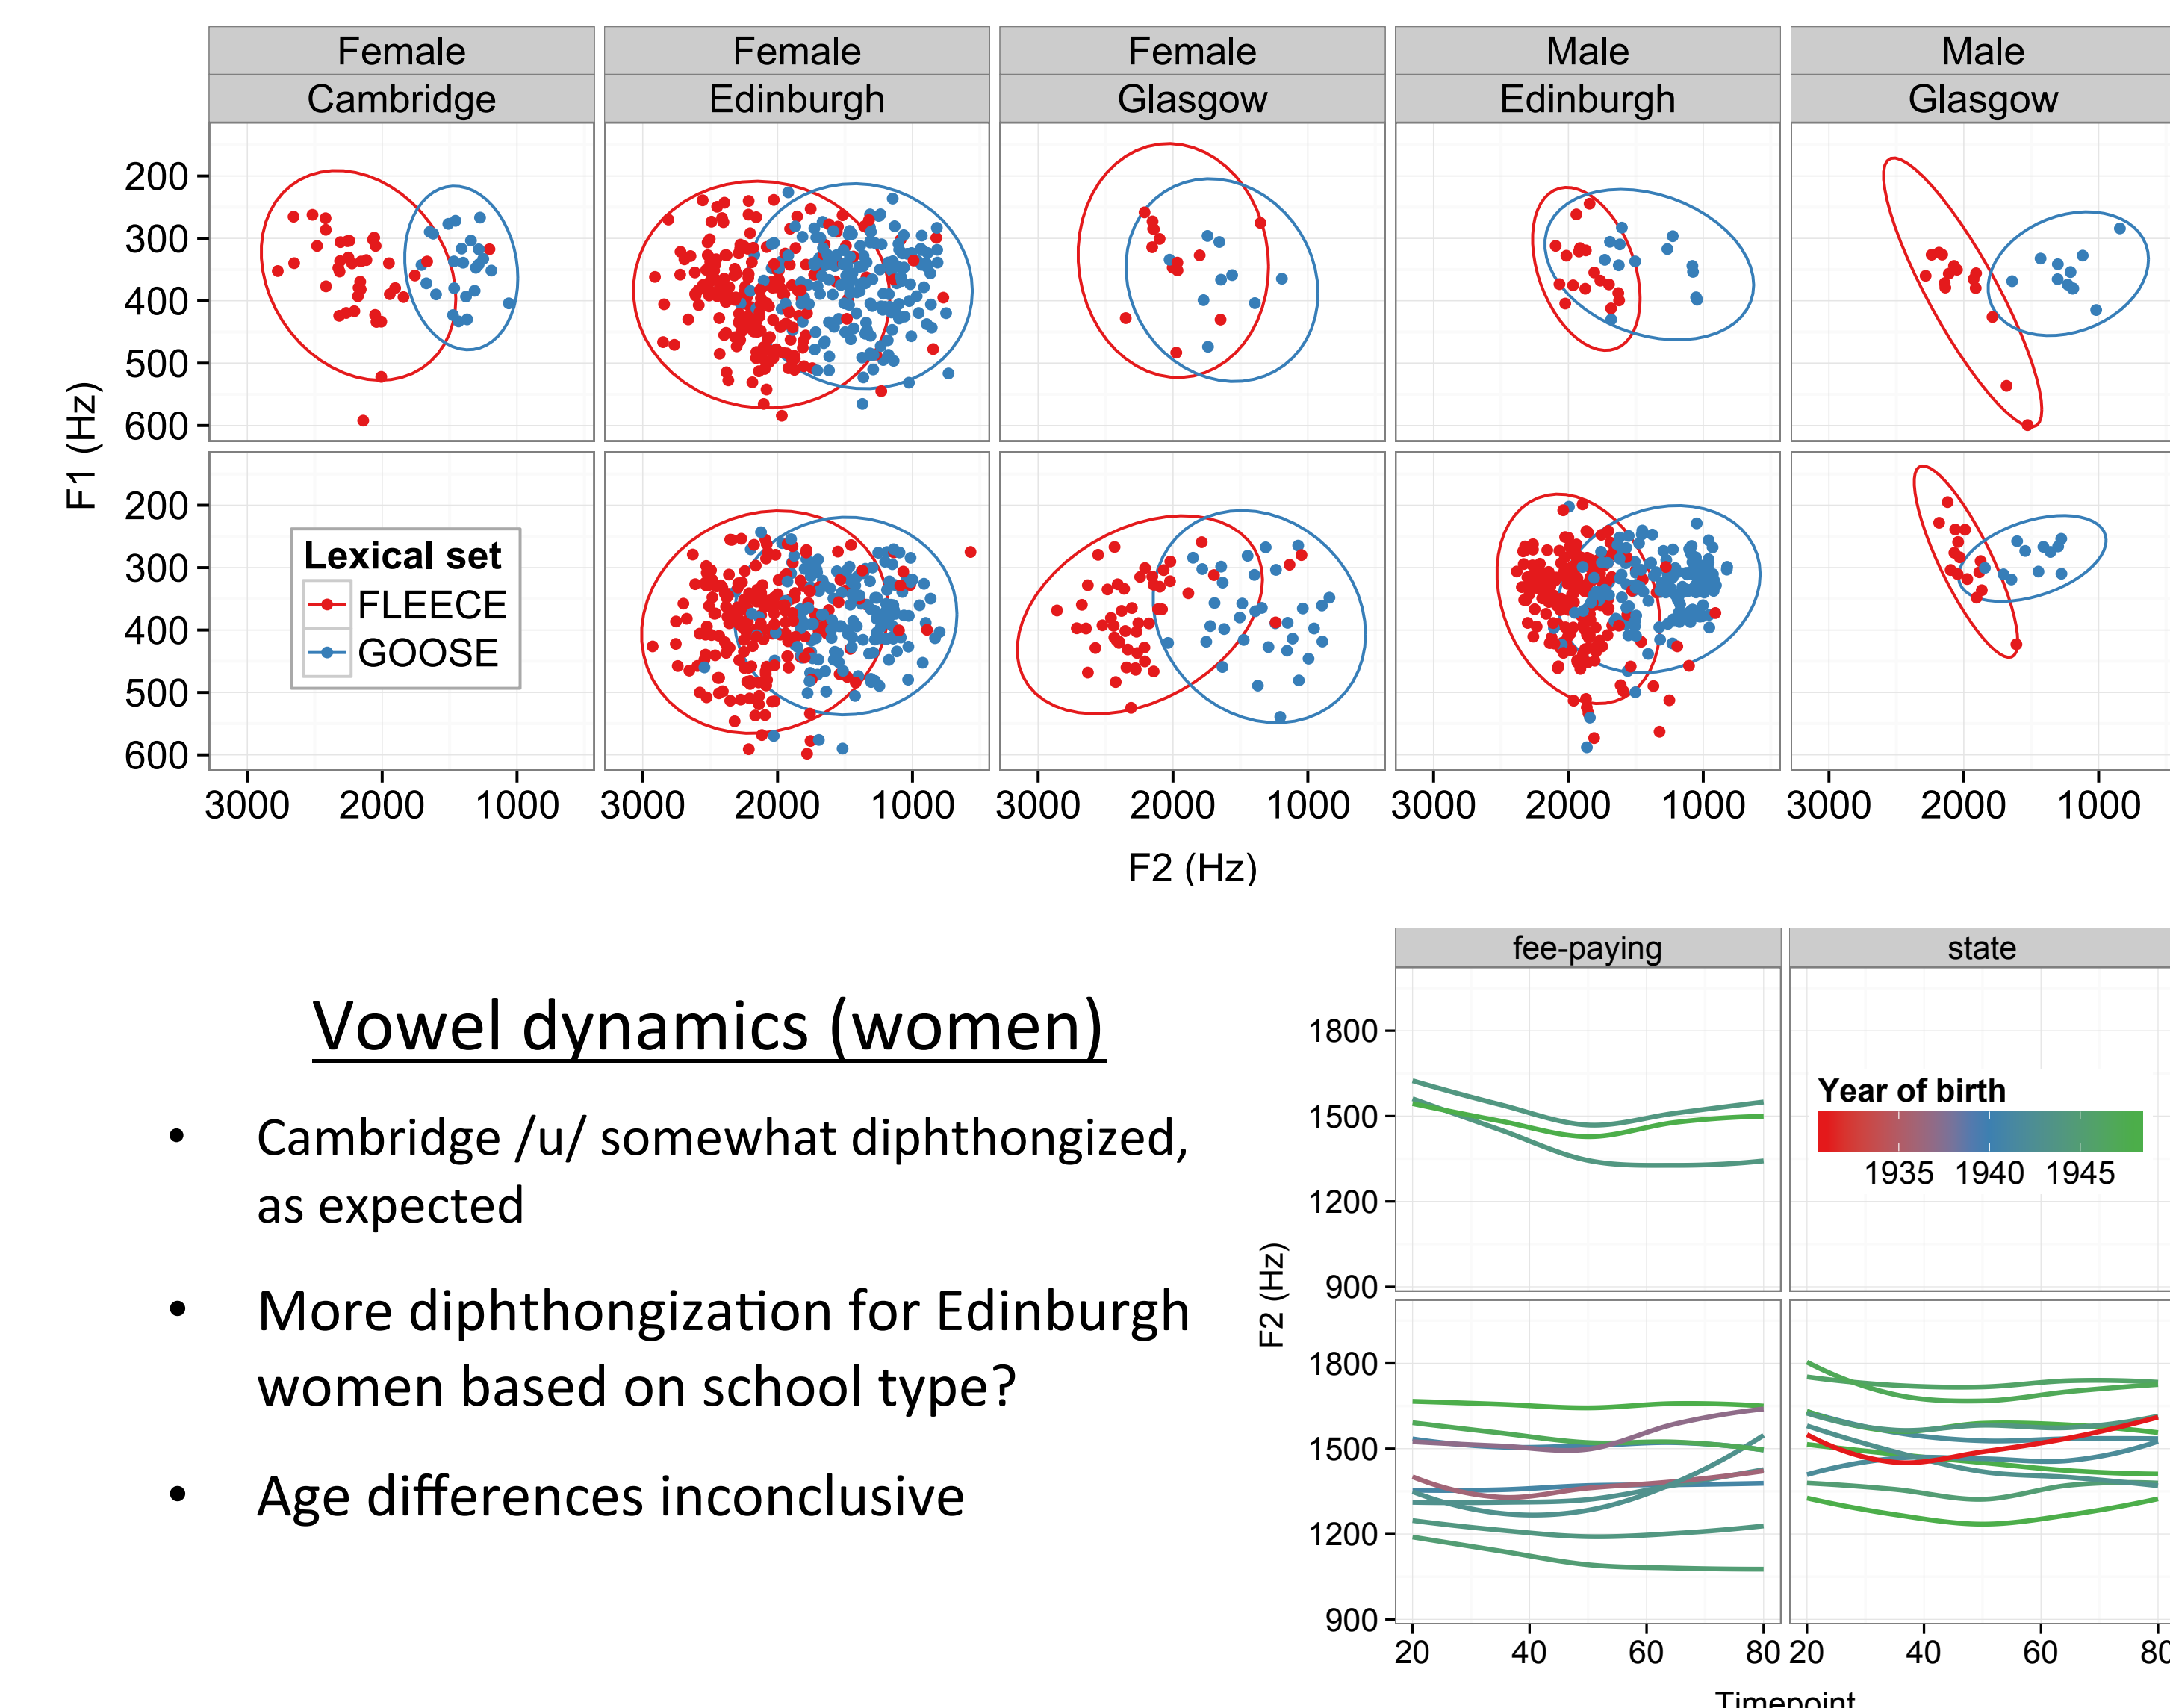 Female Female Female Male Male
Cambridge Edinburgh Glasgow Edinburgh Glasgow
200
300
400
500
600
F1 (Hz)
200
300
400
500
600
Lexical set
FLEECE
GOOSE
3000 2000 1000 3000 2000 1000 3000 2000 1000 3000 2000 1000 3000 2000 1000
F2 (Hz)
Vowel dynamics (women)
• Cambridge /u/ somewhat diphthongized,
as expected
• More diphthongization for Edinburgh
women based on school type?
• Age differences inconclusive
fee-paying state
1800
1500
1200
900
Year of birth
1935 1940 1945
F2 (Hz)
1800
1500
1200
900
20 40 60 80 20 40 60 80
Timepoint